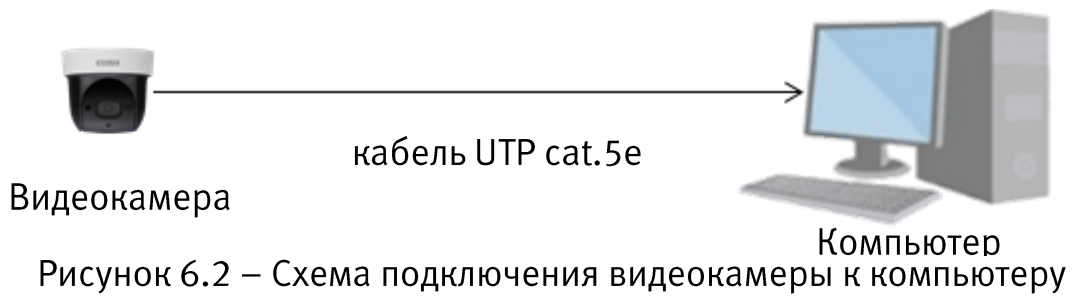 кабель UTP cat.5e
Видеокамера
Компьютер
Рисунок 6.2 – Схема подключения видеокамеры к компьютеру